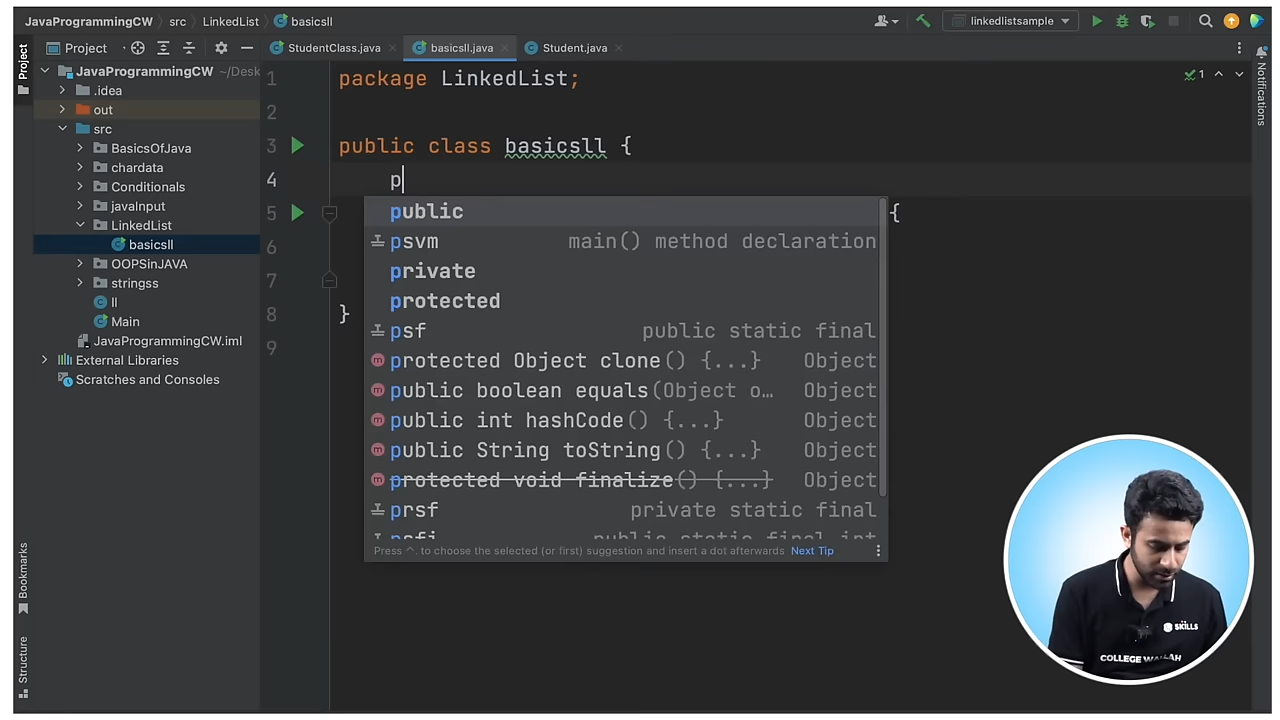 JavaProgrammingCW
src
LinkedList
basicsll
linkedlistsample
Project
StudentClass.java
basicsll.java
Student.java
Project
JavaProgrammingCW ~/Desk
.idea
out
src
BasicsOfJava
chardata
Conditionals
javaInput
LinkedList
basicsll
OOPSinJAVA
stringss
ll
Main
JavaProgrammingCW.iml
External Libraries
Scratches and Consoles
Bookmarks
Structure
1 package LinkedList;
2
3 public class basicsll {
4 p
5 {
6
7
8 }
9
public
psvm main() method declaration
private
protected
psf public static final
protected Object clone() {...} Object
public boolean equals(Object o... Object
public int hashCode() {...} Object
public String toString() {...} Object
protected void finalize() {...} Object
prsf private static final
psfi public static final int
Press ^. to choose the selected (or first) suggestion and insert a dot afterwards Next Tip
1
Notifications
SKILLS
COLLEGE WALLAH